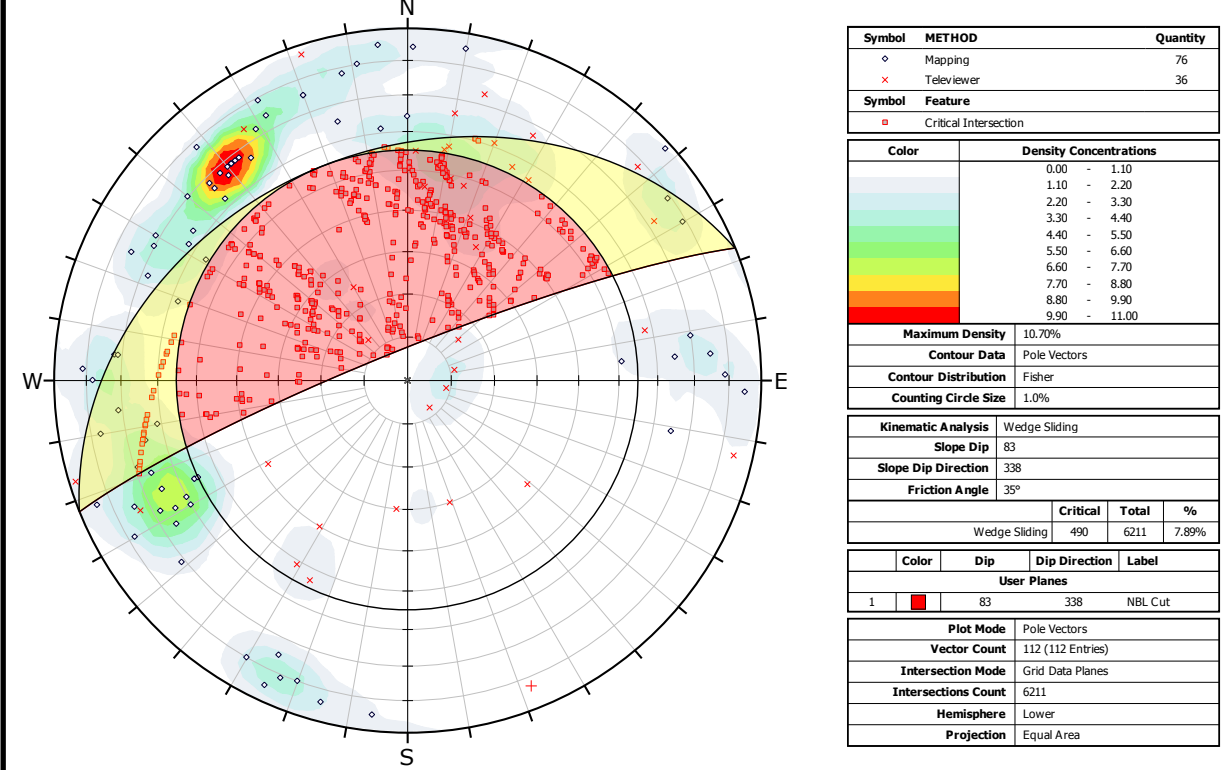 N
W
E
S
Symbol METHOD Quantity
Mapping 76
Televiewer 36
Symbol Feature
Critical Intersection
Color Density Concentrations
0.00 - 1.10
1.10 - 2.20
2.20 - 3.30
3.30 - 4.40
4.40 - 5.50
5.50 - 6.60
6.60 - 7.70
7.70 - 8.80
8.80 - 9.90
9.90 - 11.00
Maximum Density 10.70%
Contour Data Pole Vectors
Contour Distribution Fisher
Counting Circle Size 1.0%
Kinematic Analysis Wedge Sliding
Slope Dip 83
Slope Dip Direction 338
Friction Angle 35°
Critical Total %
Wedge Sliding 490 6211 7.89%
Color Dip Dip Direction Label
User Planes
1 83 338 NBL Cut
Plot Mode Pole Vectors
Vector Count 112 (112 Entries)
Intersection Mode Grid Data Planes
Intersections Count 6211
Hemisphere Lower
Projection Equal Area